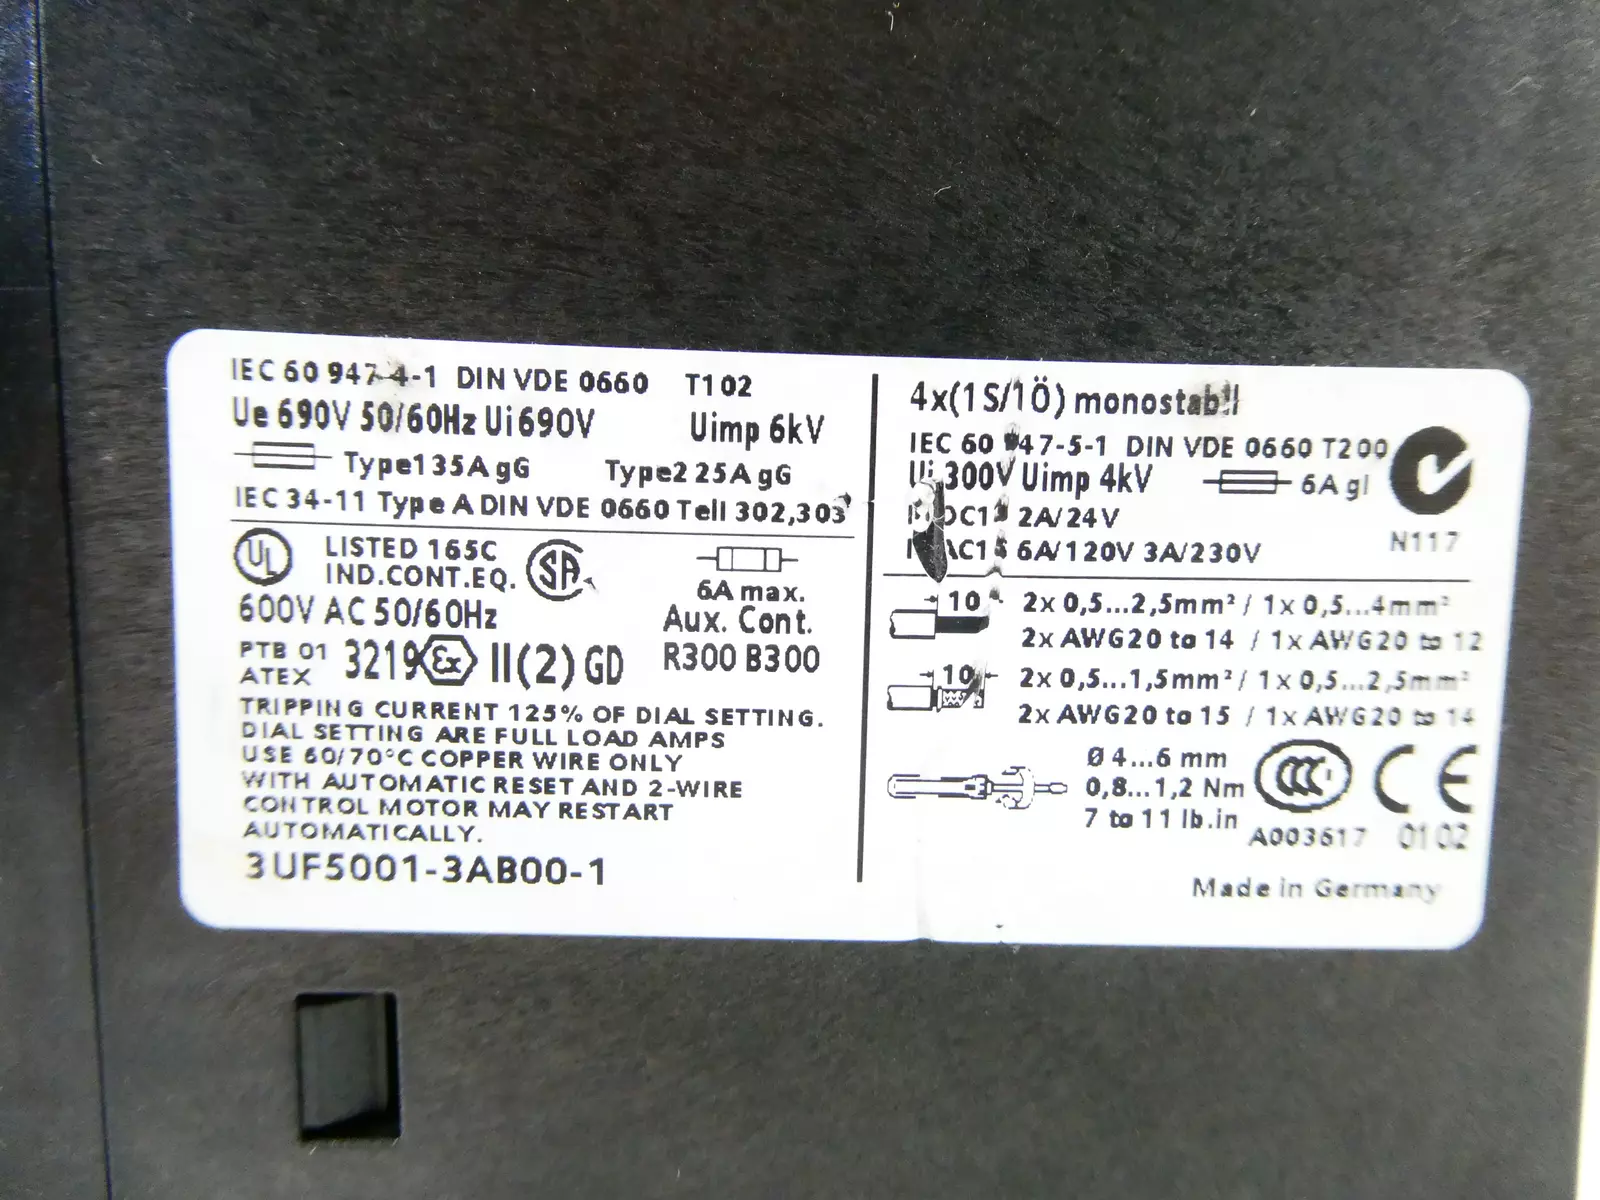 IEC 60 947-4-1 DIN VDE 0660 T102
Ue 690V 50/60Hz Ui 690V Uimp 6kV
Type1 35A gG Type2 25A gG
IEC 34-11 Type A DIN VDE 0660 Teil 302,303
UL LISTED 165C
IND.CONT.EQ. SA
600V AC 50/60Hz
6A max.
Aux. Cont.
R300 B300
PTB 01
ATEX
3219 Ex II(2) GD
TRIPPING CURRENT 125% OF DIAL SETTING.
DIAL SETTING ARE FULL LOAD AMPS
USE 60/70°C COPPER WIRE ONLY
WITH AUTOMATIC RESET AND 2-WIRE
CONTROL MOTOR MAY RESTART
AUTOMATICALLY.
3UF5001-3AB00-1
4x(1S/1Ö) monostabil
IEC 60 947-5-1 DIN VDE 0660 T200
Ui 300V Uimp 4kV 6A gl
2A/24V
6A/120V 3A/230V
N117
10 2x 0,5...2,5mm² / 1x 0,5...4mm²
2x AWG20 to 14 / 1x AWG20 to 12
10 2x 0,5...1,5mm² / 1x 0,5...2,5mm²
2x AWG20 to 15 / 1x AWG20 to 14
Ø 4...6 mm
0,8...1,2 Nm
7 to 11 lb.in
CCC CE
A003617 01 02
Made in Germany